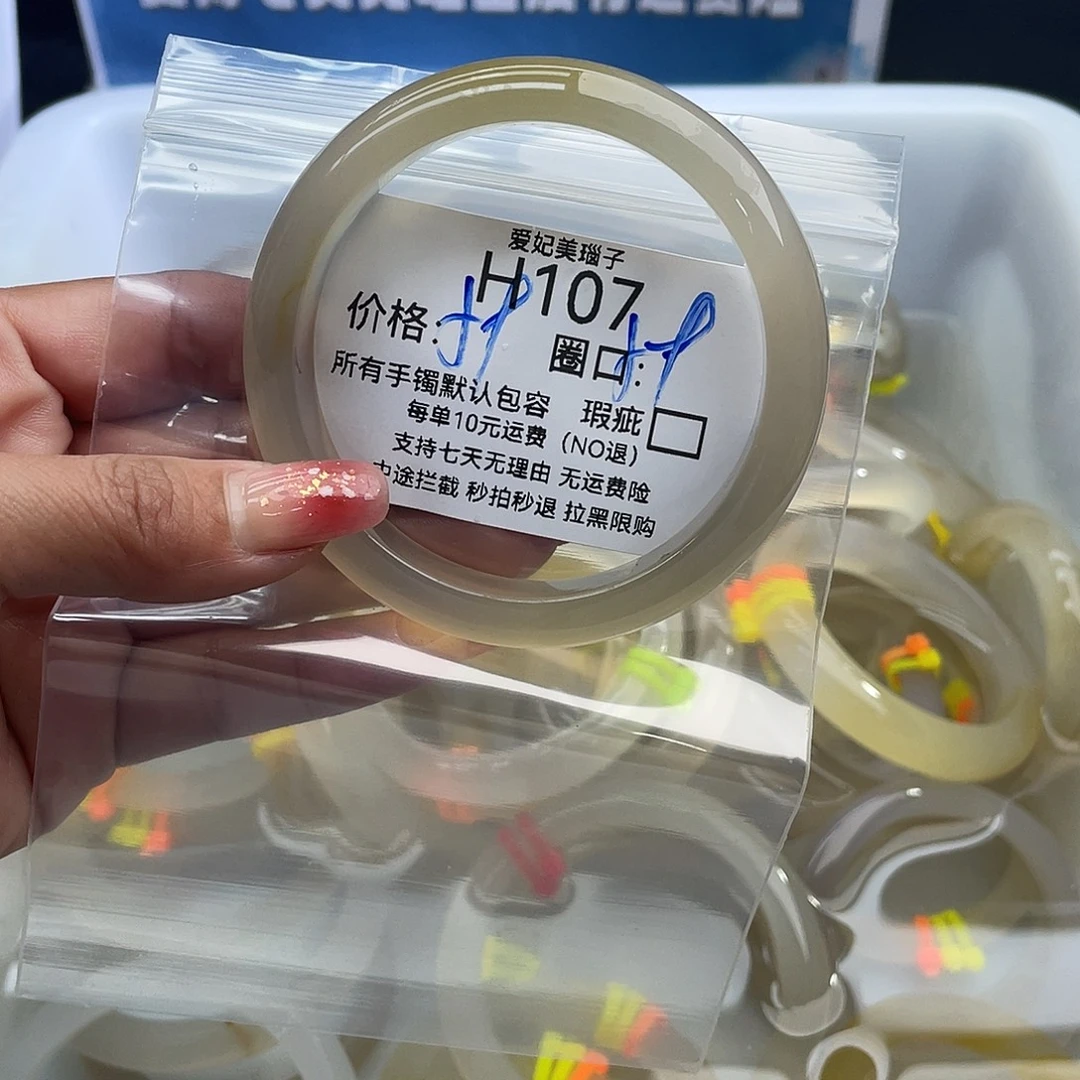 爱妃美瑙子
H107
价格: 圈口:
所有手镯默认包容 瑕疵
每单10元运费 (NO退)
支持七天无理由 无运费险
中途拦截 秒拍秒退 拉黑限购